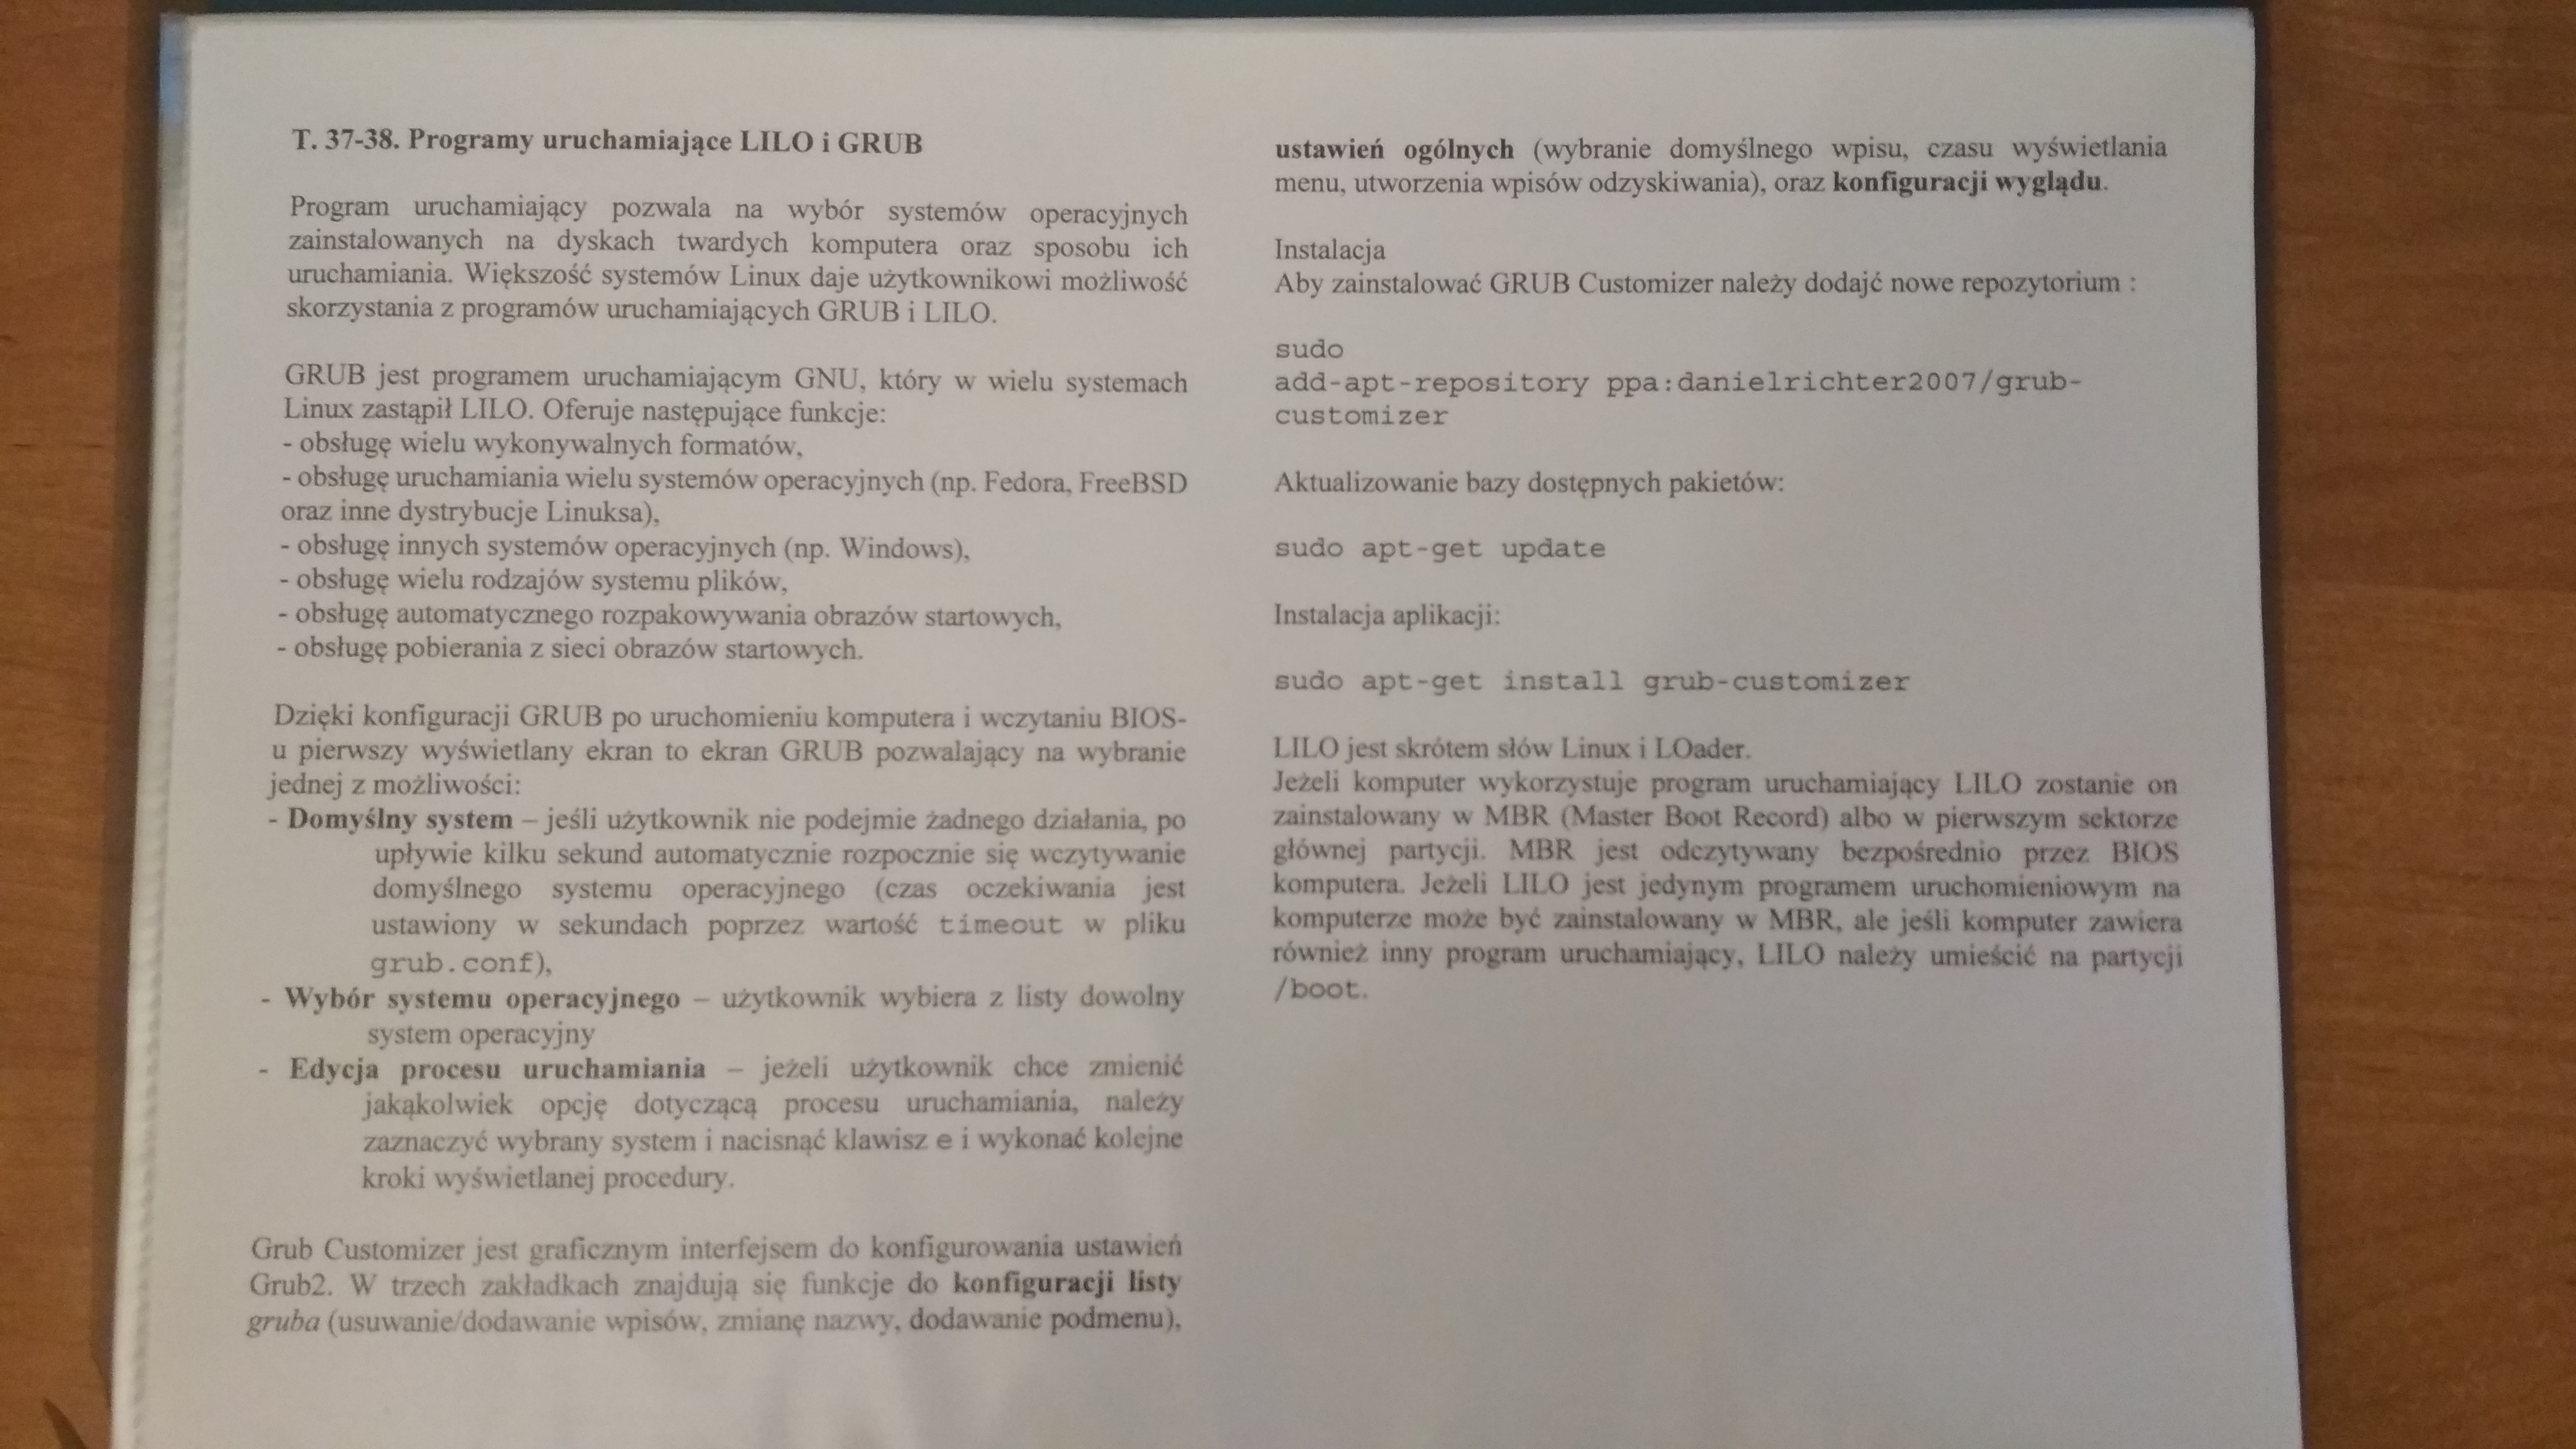 T. 37-38. Programy uruchamiające LILO i GRUB
Program uruchamiający pozwala na wybór systemów operacyjnych
zainstalowanych na dyskach twardych komputera oraz sposobu ich
uruchamiania. Większość systemów Linux daje użytkownikowi możliwość
skorzystania z programów uruchamiających GRUB i LILO.
GRUB jest programem uruchamiającym GNU, który w wielu systemach
Linux zastąpił LILO. Oferuje następujące funkcje:
- obsługę wielu wykonywalnych formatów,
- obsługę uruchamiania wielu systemów operacyjnych (np. Fedora, FreeBSD
oraz inne dystrybucje Linuksa),
- obsługę innych systemów operacyjnych (np. Windows),
- obsługę wielu rodzajów systemu plików,
- obsługę automatycznego rozpakowywania obrazów startowych,
- obsługę pobierania z sieci obrazów startowych.
Dzięki konfiguracji GRUB po uruchomieniu komputera i wczytaniu BIOS-
u pierwszy wyświetlany ekran to ekran GRUB pozwalający na wybranie
jednej z możliwości:
- Domyślny system – jeśli użytkownik nie podejmie żadnego działania, po
upływie kilku sekund automatycznie rozpocznie się wczytywanie
domyślnego systemu operacyjnego (czas oczekiwania jest
ustawiony w sekundach poprzez wartość timeout w pliku
grub.conf),
- Wybór systemu operacyjnego – użytkownik wybiera z listy dowolny
system operacyjny
- Edycja procesu uruchamiania – jeżeli użytkownik chce zmienić
jakąkolwiek opcję dotyczącą procesu uruchamiania, należy
zaznaczyć wybrany system i nacisnąć klawisz e i wykonać kolejne
kroki wyświetlanej procedury.
Grub Customizer jest graficznym interfejsem do konfigurowania ustawień
Grub2. W trzech zakładkach znajdują się funkcje do konfiguracji listy
gruba (usuwanie/dodawanie wpisów, zmianę nazwy, dodawanie podmenu),
ustawień ogólnych (wybranie domyślnego wpisu, czasu wyświetlania
menu, utworzenia wpisów odzyskiwania), oraz konfiguracji wyglądu.
Instalacja
Aby zainstalować GRUB Customizer należy dodajć nowe repozytorium :
sudo
add-apt-repository ppa:danielrichter2007/grub-
customizer
Aktualizowanie bazy dostępnych pakietów:
sudo apt-get update
Instalacja aplikacji:
sudo apt-get install grub-customizer
LILO jest skrótem słów Linux i LOader.
Jeżeli komputer wykorzystuje program uruchamiający LILO zostanie on
zainstalowany w MBR (Master Boot Record) albo w pierwszym sektorze
głównej partycji. MBR jest odczytywany bezpośrednio przez BIOS
komputera. Jeżeli LILO jest jedynym programem uruchomieniowym na
komputerze może być zainstalowany w MBR, ale jeśli komputer zawiera
również inny program uruchamiający, LILO należy umieścić na partycji
/boot.